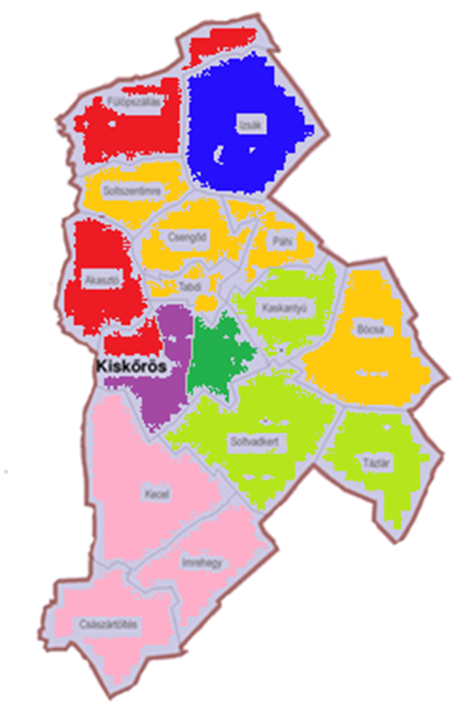 Fülöpszállás
Izsák
Soltszentimre
Csengőd
Páhi
Akasztó
Tabdi
Kaskantyú
Bócsa
Kiskőrös
Soltvadkert
Tázlár
Kecel
Imrehegy
Császártöltés